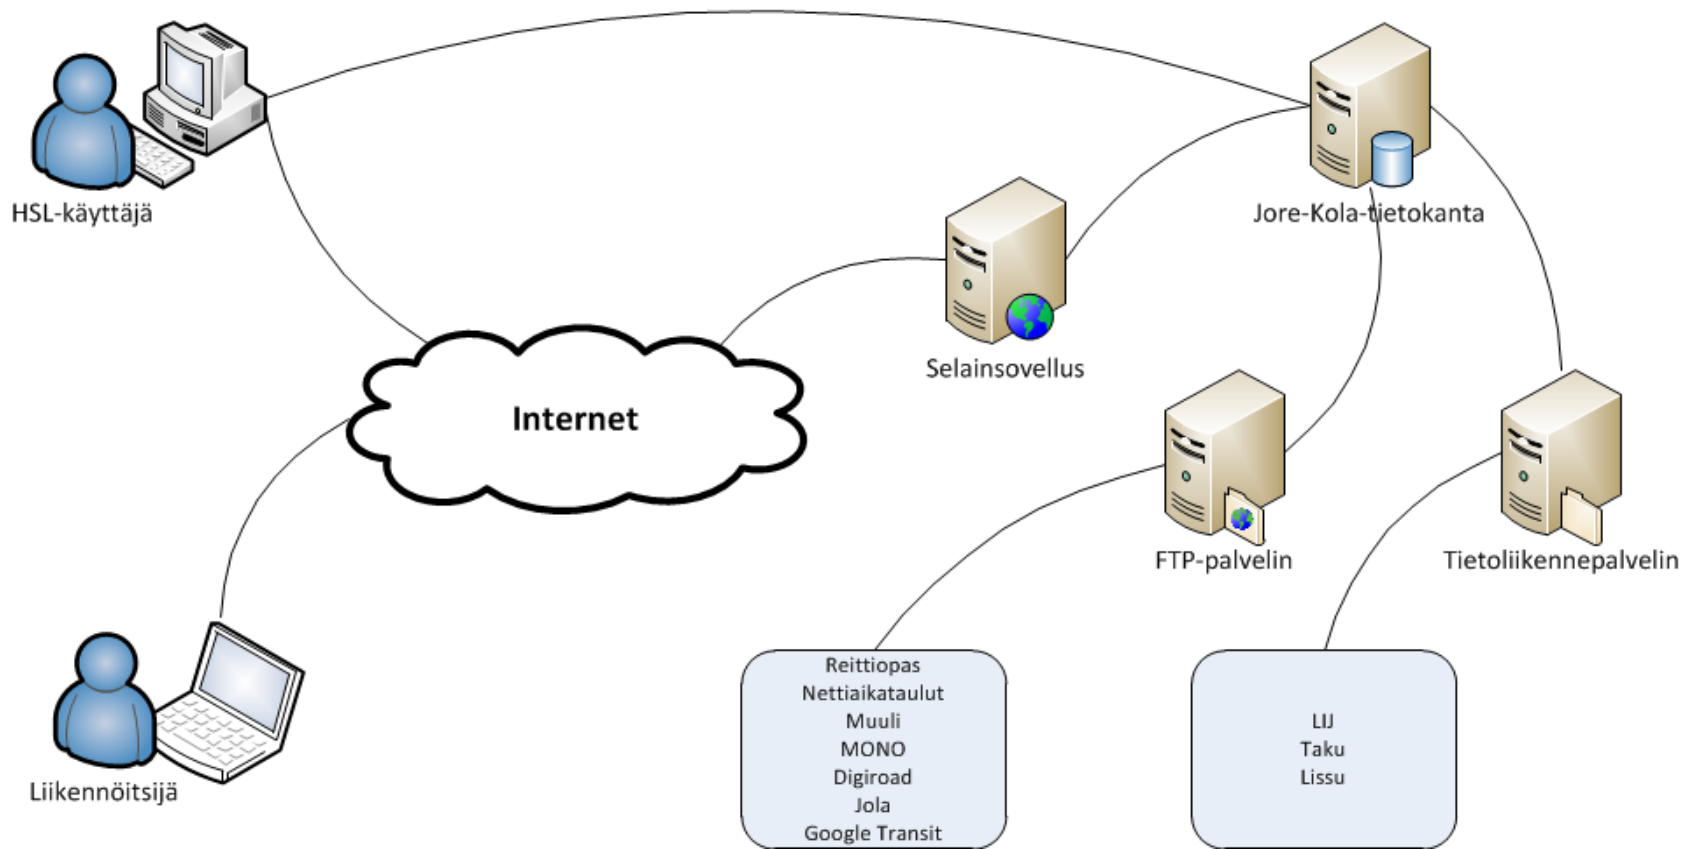 HSL-käyttäjä
Jore-Kola-tietokanta
Selainsovellus
Internet
FTP-palvelin
Tietoliikennepalvelin
Liikennöitsijä
Reittiopas
Nettiaikataulut
Muuli
MONO
Digiroad
Jola
Google Transit
LIJ
Taku
Lissu